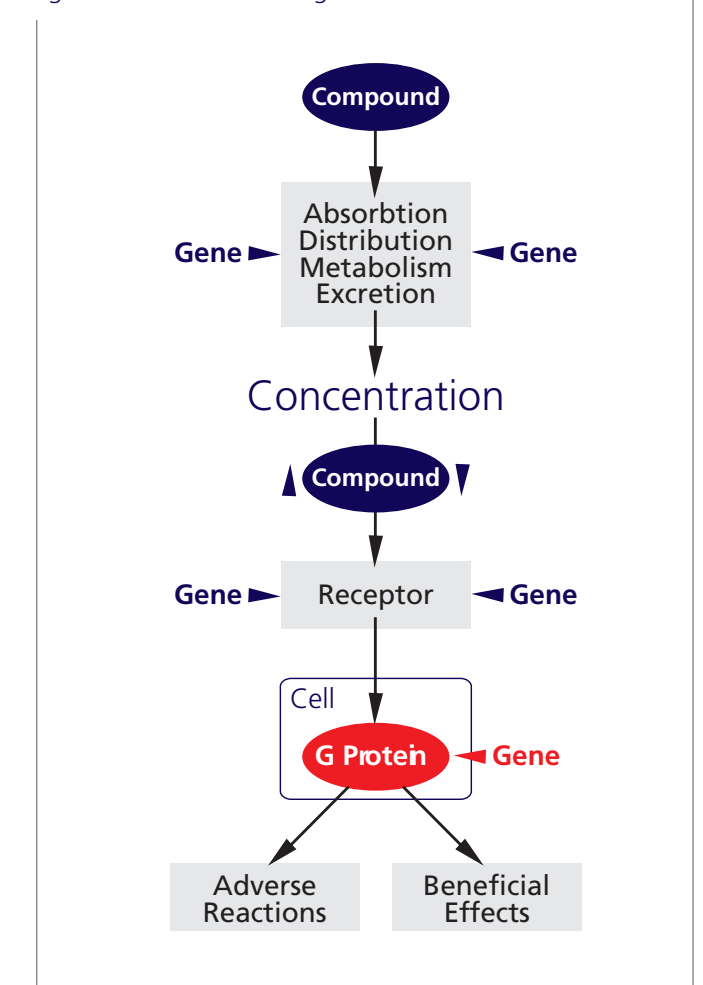 Compound
Absorbtion
Distribution
Metabolism
Excretion
Gene
Gene
Concentration
Compound
Gene
Receptor
Gene
Cell
G Protein
Gene
Adverse
Reactions
Beneficial
Effects